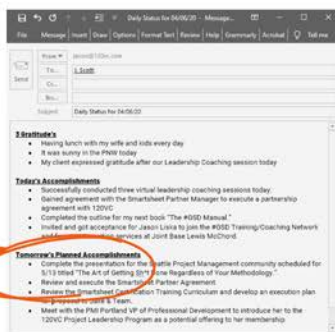 Daily Status for 04/06/20 - Message...
File Message Insert Draw Options Format Text Review Help Grammarly Acrobat Tell me
From
To... J. Scott
Send
Cc...
Bcc...
Subject Daily Status for 04/06/20
3 Gratitude's
Having lunch with my wife and kids every day
It was sunny in the PNW today
My client expressed gratitude after our Leadership Coaching session today
Today's Accomplishments
Successfully conducted three virtual leadership coaching sessions today.
Gained agreement with the Smartsheet Partner Manager to execute a partnership
agreement with 120VC
Completed the outline for my next book "The #GSD Manual."
Invited and got acceptance for Jason to join the #GSD Training/Coaching Network
services at Joint Base Lewis McChord.
Tomorrow's Planned Accomplishments
Complete the presentation for the Seattle Project Management community scheduled for
5/13 titled "The Art of Getting Sh*t Done Regardless of Your Methodology."
Review and execute the Smartsheet Partner Agreement
Review the Smartsheet Certification Training Curriculum and develop an execution plan
& Team.
Meet with the PMI Portland VP of Professional Development to introduce her to the
120VC Project Leadership Program as a potential offering to her membership